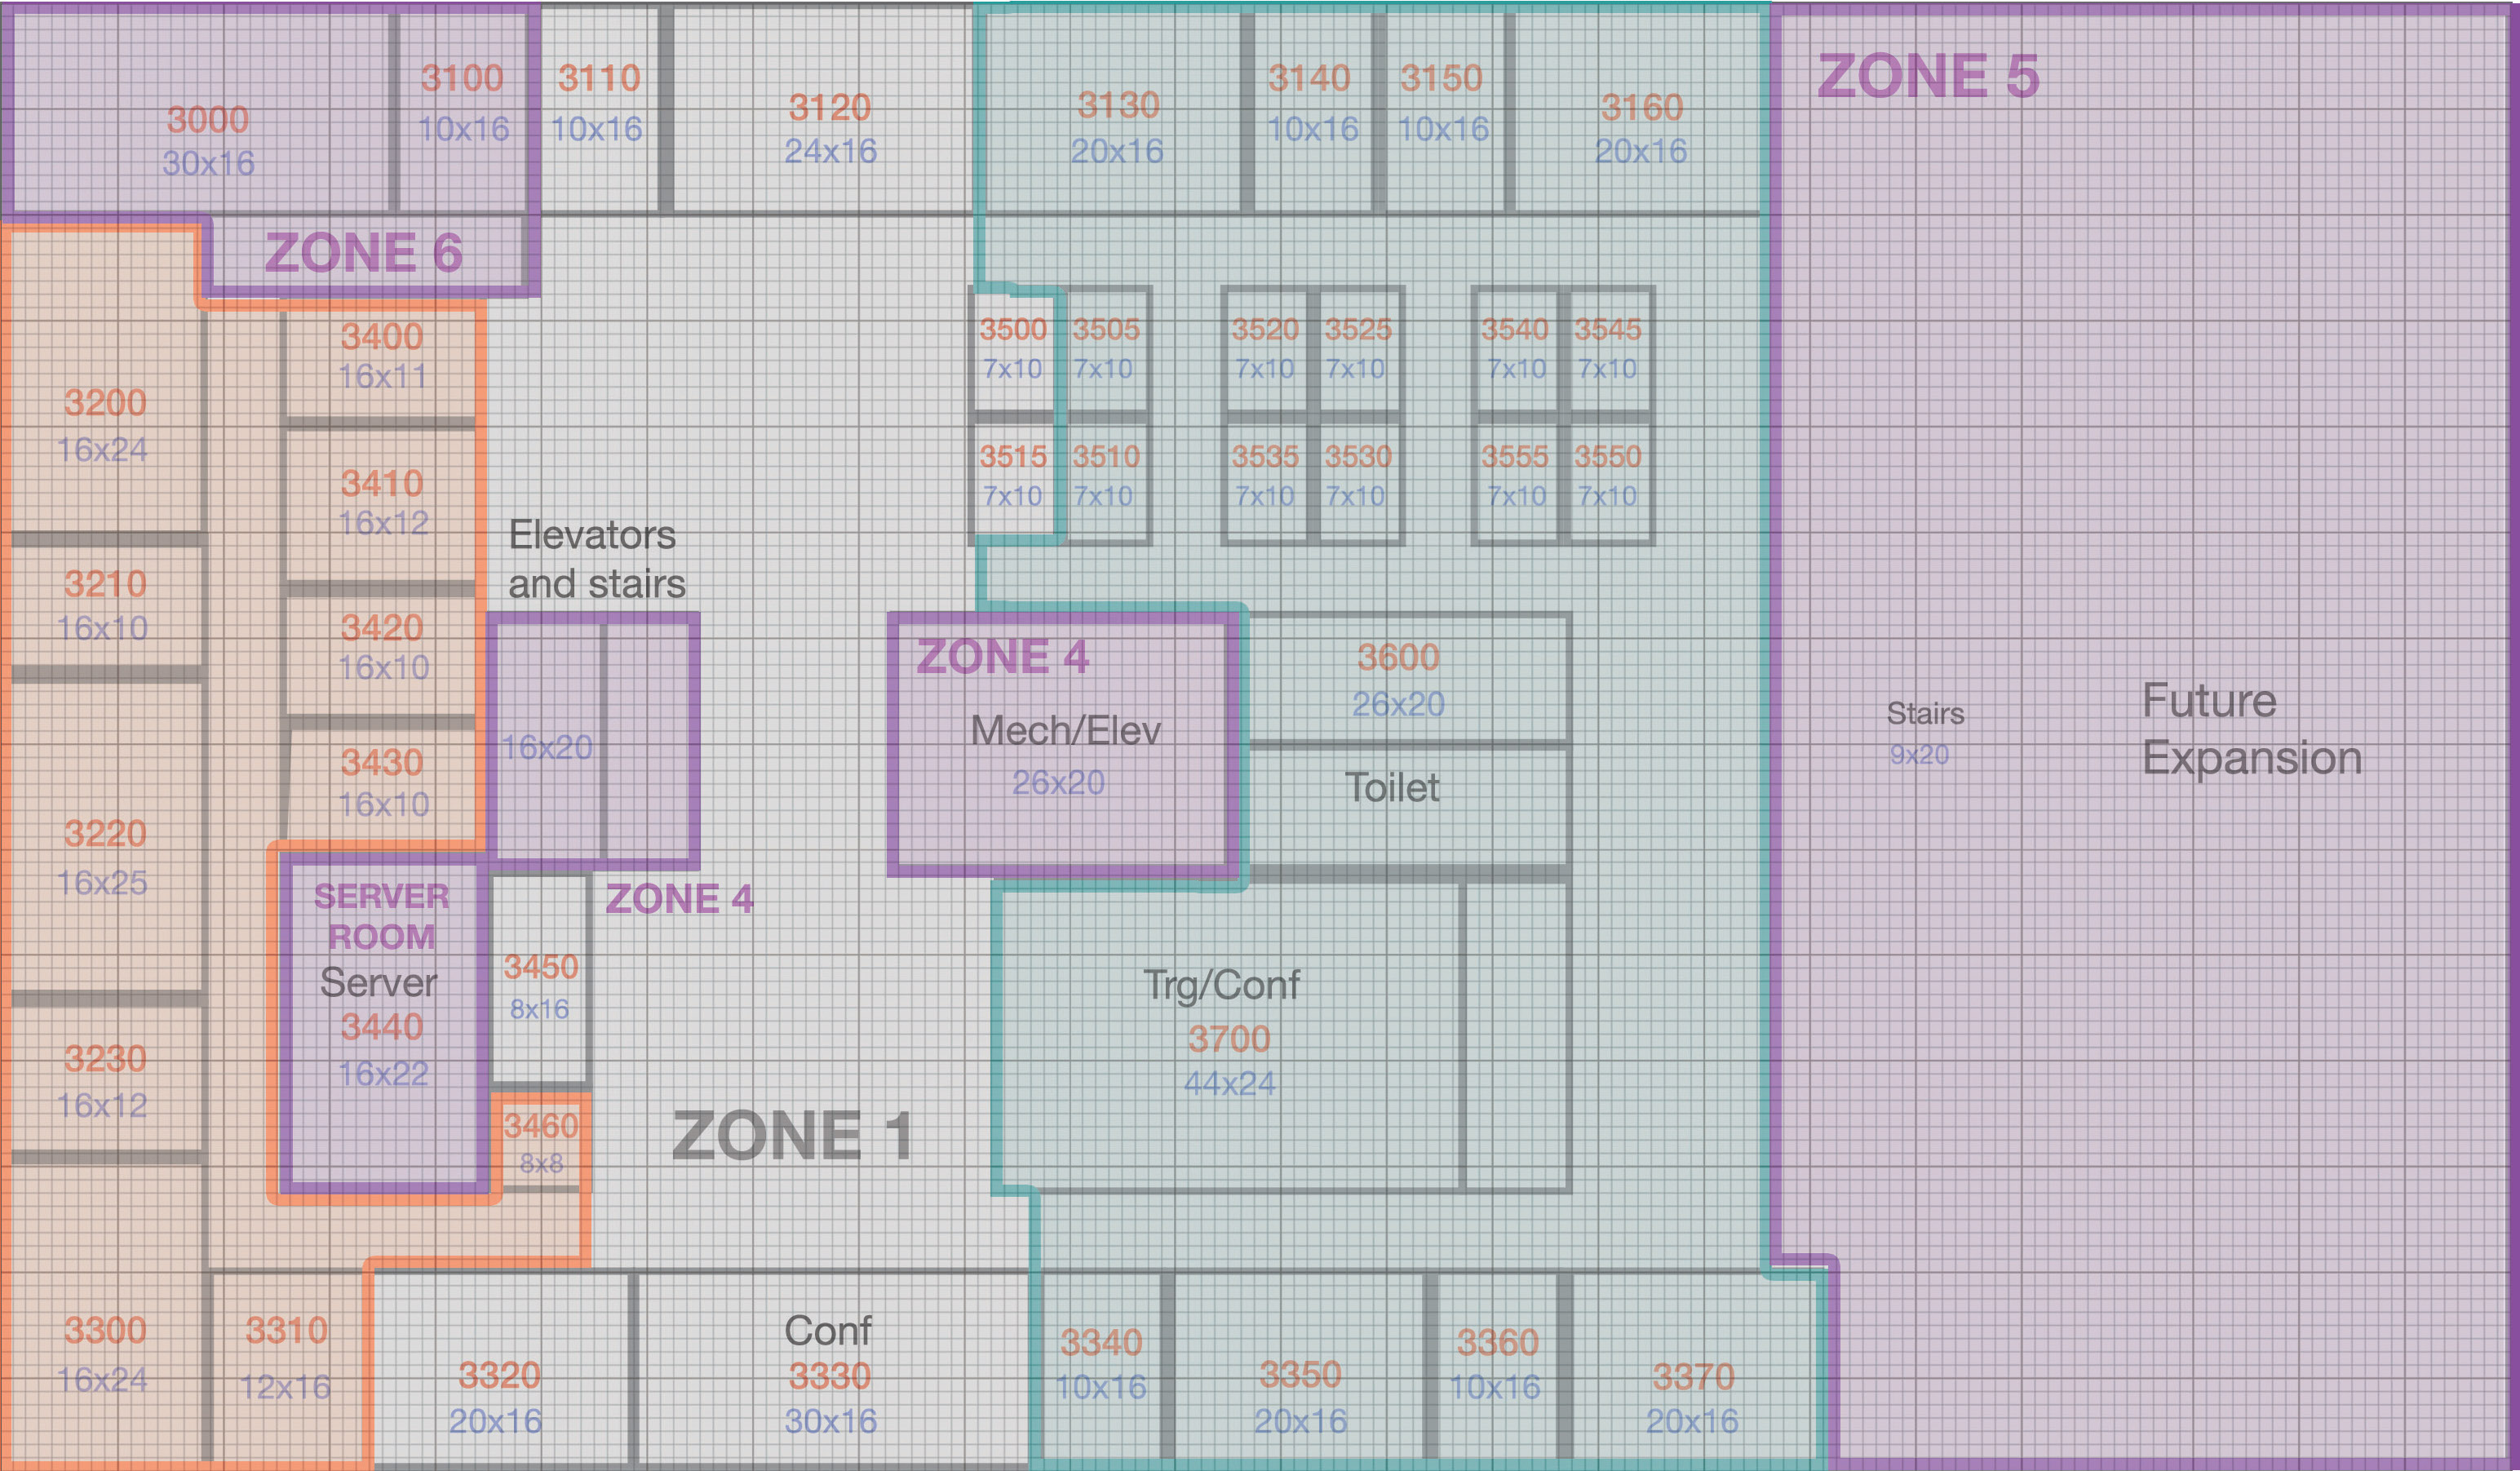 3000
30x16
3100
10x16
3110
10x16
3120
24x16
3130
20x16
3140
10x16
3150
10x16
3160
20x16
ZONE 5
ZONE 6
3200
16x24
3210
16x10
3220
16x25
3230
16x12
3300
16x24
3310
12x16
3400
16x11
3410
16x12
3420
16x10
3430
16x10
SERVER
ROOM
Server
3440
16x22
Elevators
and stairs
16x20
ZONE 4
3450
8x16
3460
8x8
ZONE 1
3500
7x10
3505
7x10
3520
7x10
3525
7x10
3540
7x10
3545
7x10
3515
7x10
3510
7x10
3535
7x10
3530
7x10
3555
7x10
3550
7x10
ZONE 4
Mech/Elev
26x20
3600
26x20
Toilet
Trg/Conf
3700
44x24
Stairs
9x20
Future
Expansion
3320
20x16
Conf
3330
30x16
3340
10x16
3350
20x16
3360
10x16
3370
20x16